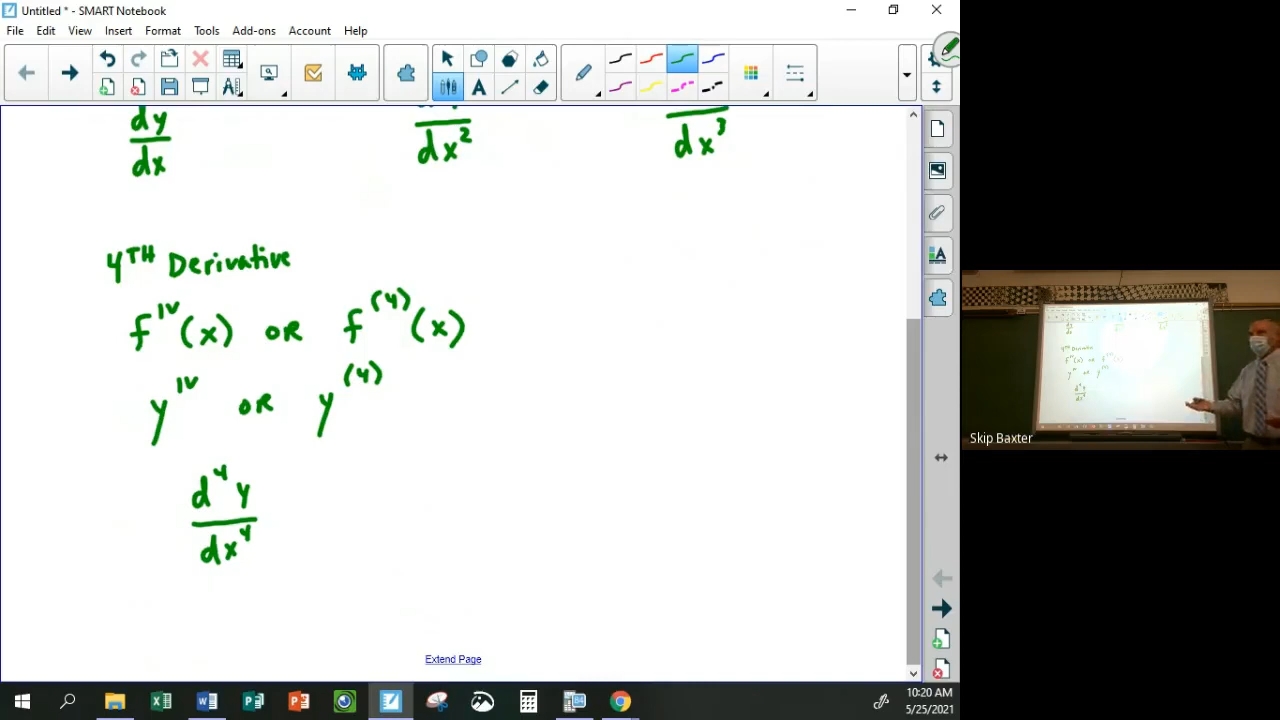 Untitled * - SMART Notebook
File Edit View Insert Format Tools Add-ons Account Help
dy
dx
dx²
dx³
4TH Derivative
f^IV(x) OR f^(4)(x)
y^IV OR y^(4)
d⁴y
dx⁴
Extend Page
Skip Baxter
10:20 AM
5/25/2021